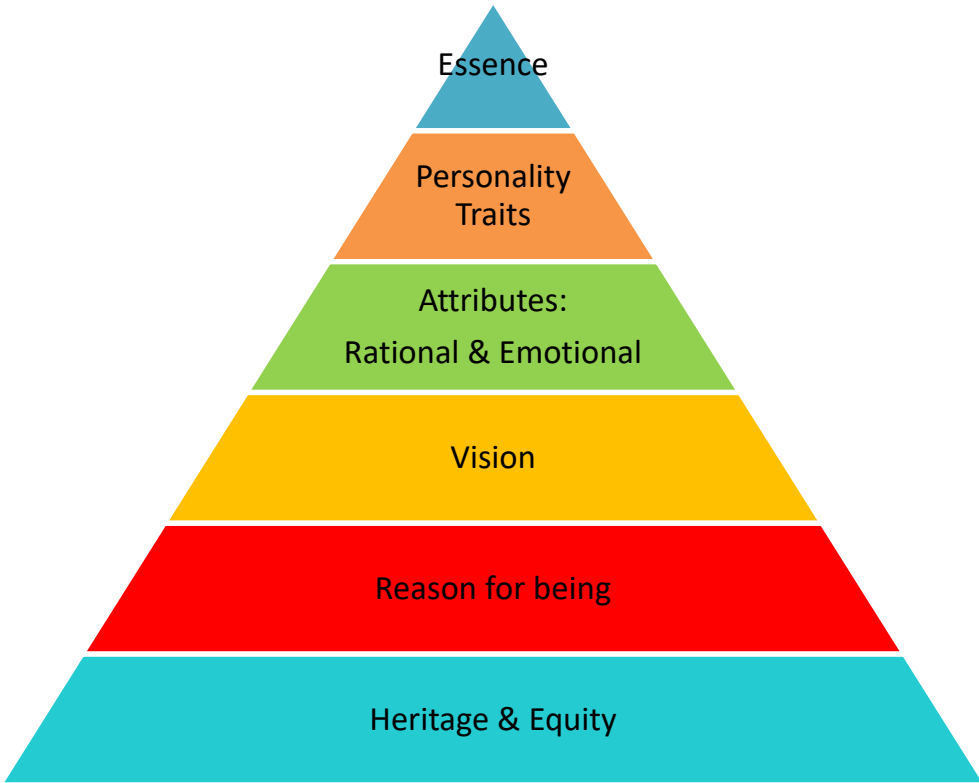 Essence
Personality
Traits
Attributes:
Rational & Emotional
Vision
Reason for being
Heritage & Equity